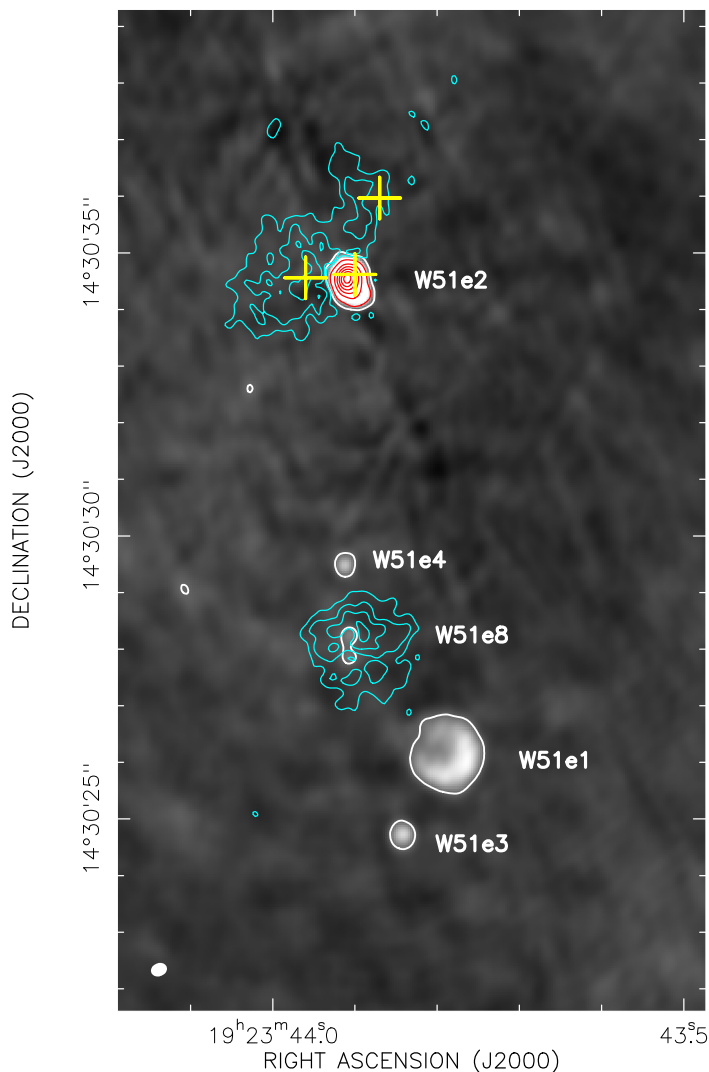 14°30'35''
W51e2
DECLINATION (J2000)
14°30'30''
W51e4
W51e8
W51e1
14°30'25''
W51e3
19h23m44s.0
43s.5
RIGHT ASCENSION (J2000)